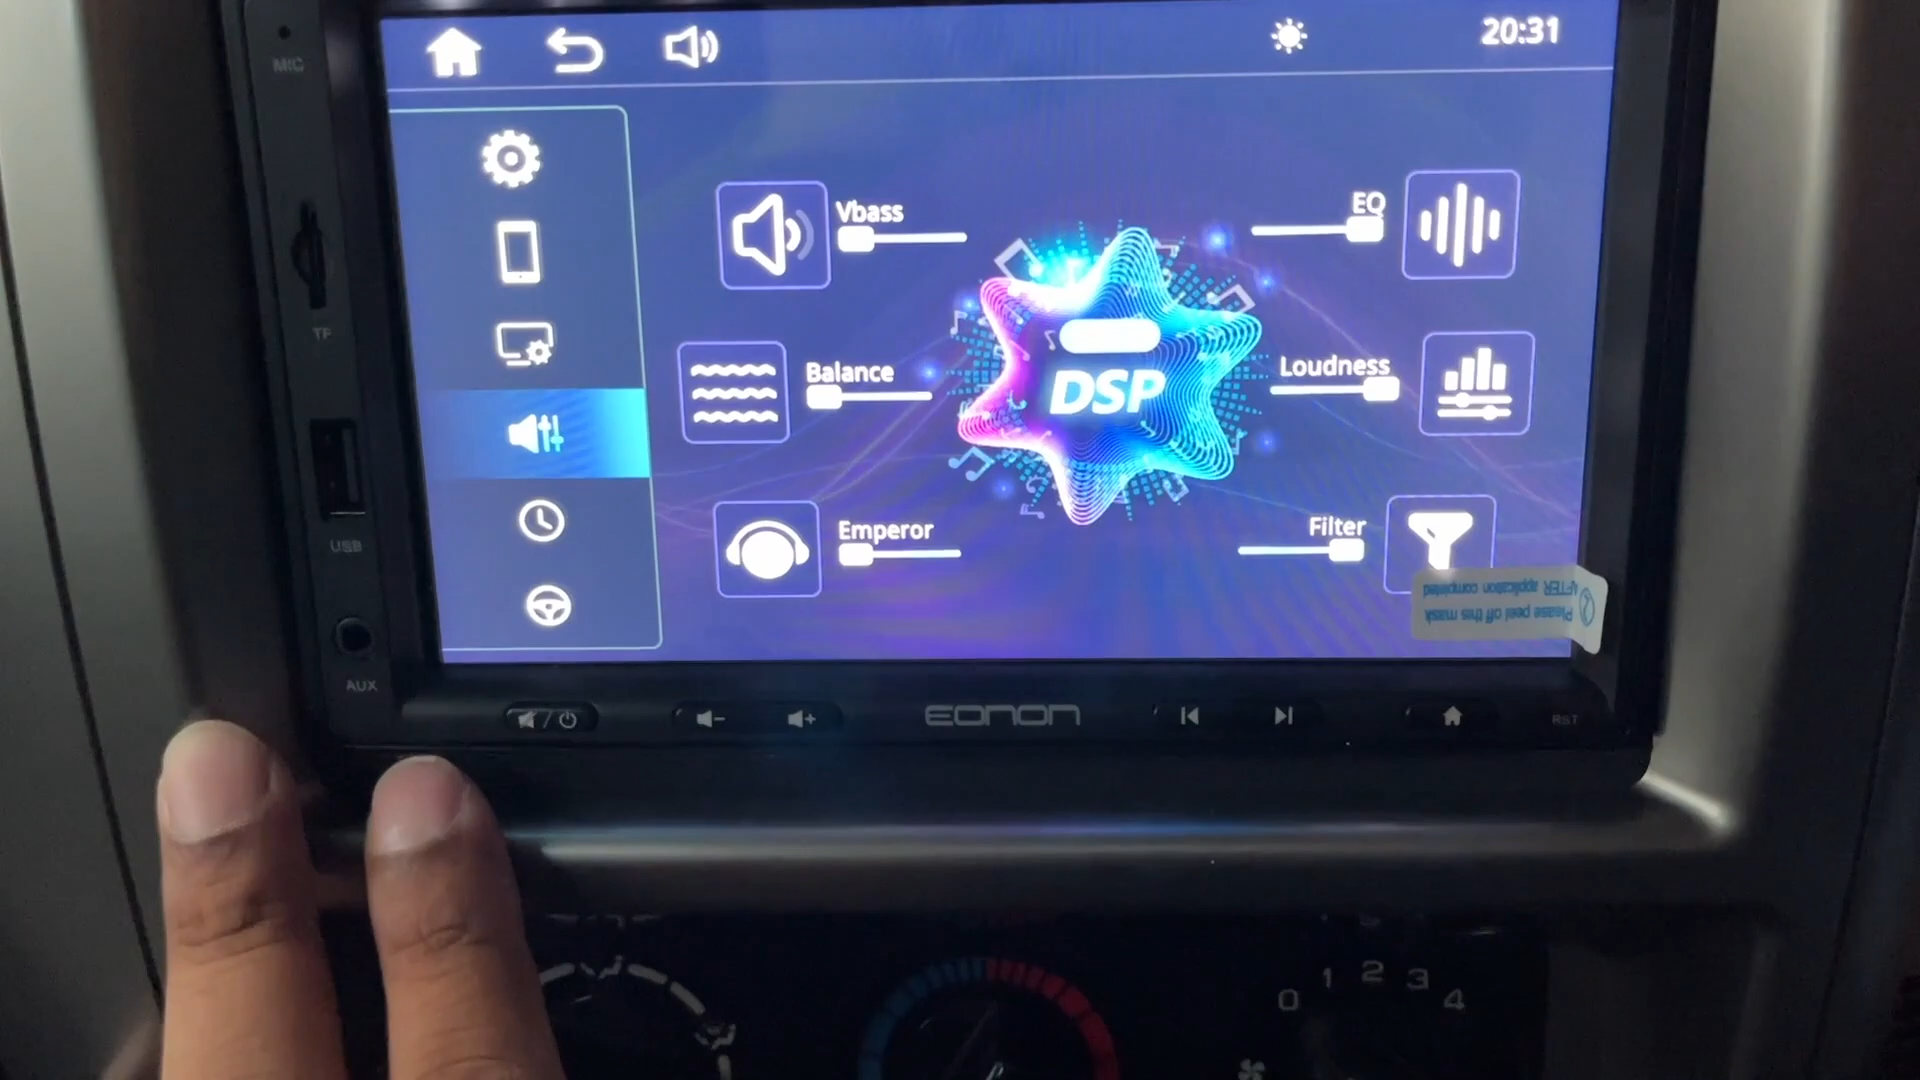 MIC
20:31
Vbass
EQ
TF
Balance
Loudness
DSP
Emperor
Filter
USB
Please peel off this mask
AFTER application completed
2
AUX
EONON
RST
0 1 2 3 4